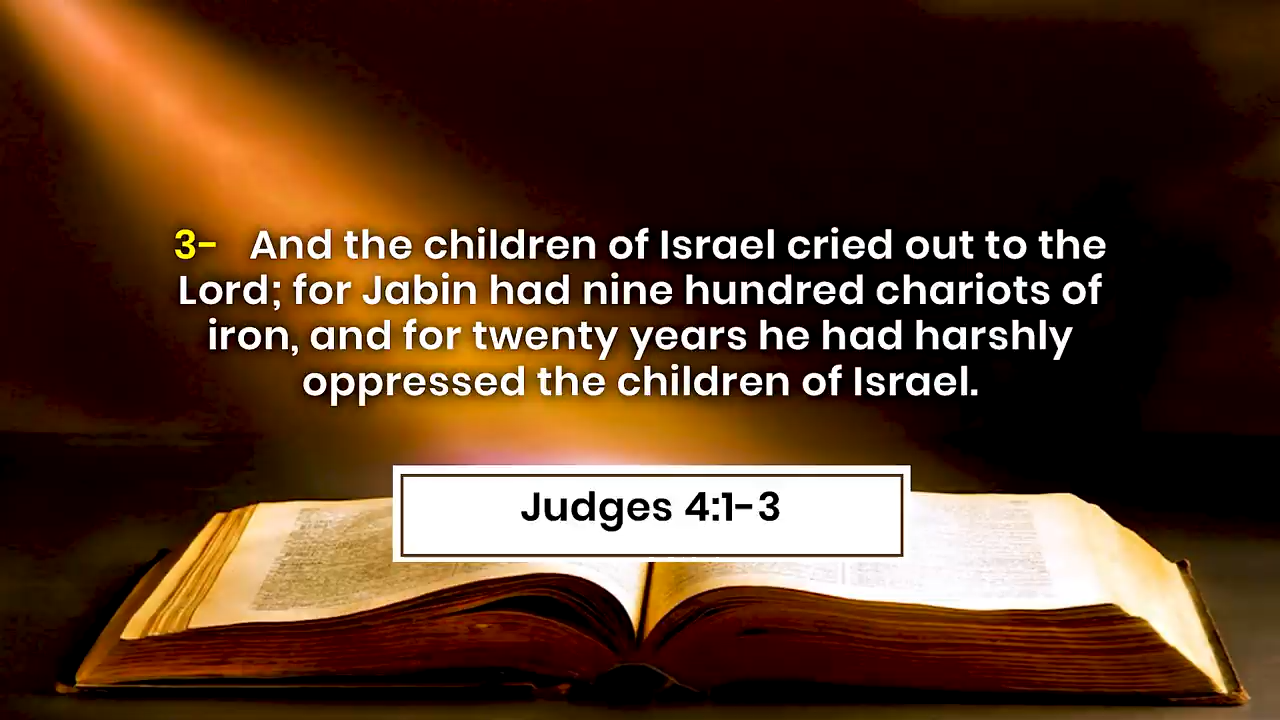 3- And the children of Israel cried out to the
Lord; for Jabin had nine hundred chariots of
iron, and for twenty years he had harshly
oppressed the children of Israel.
Judges 4:1-3